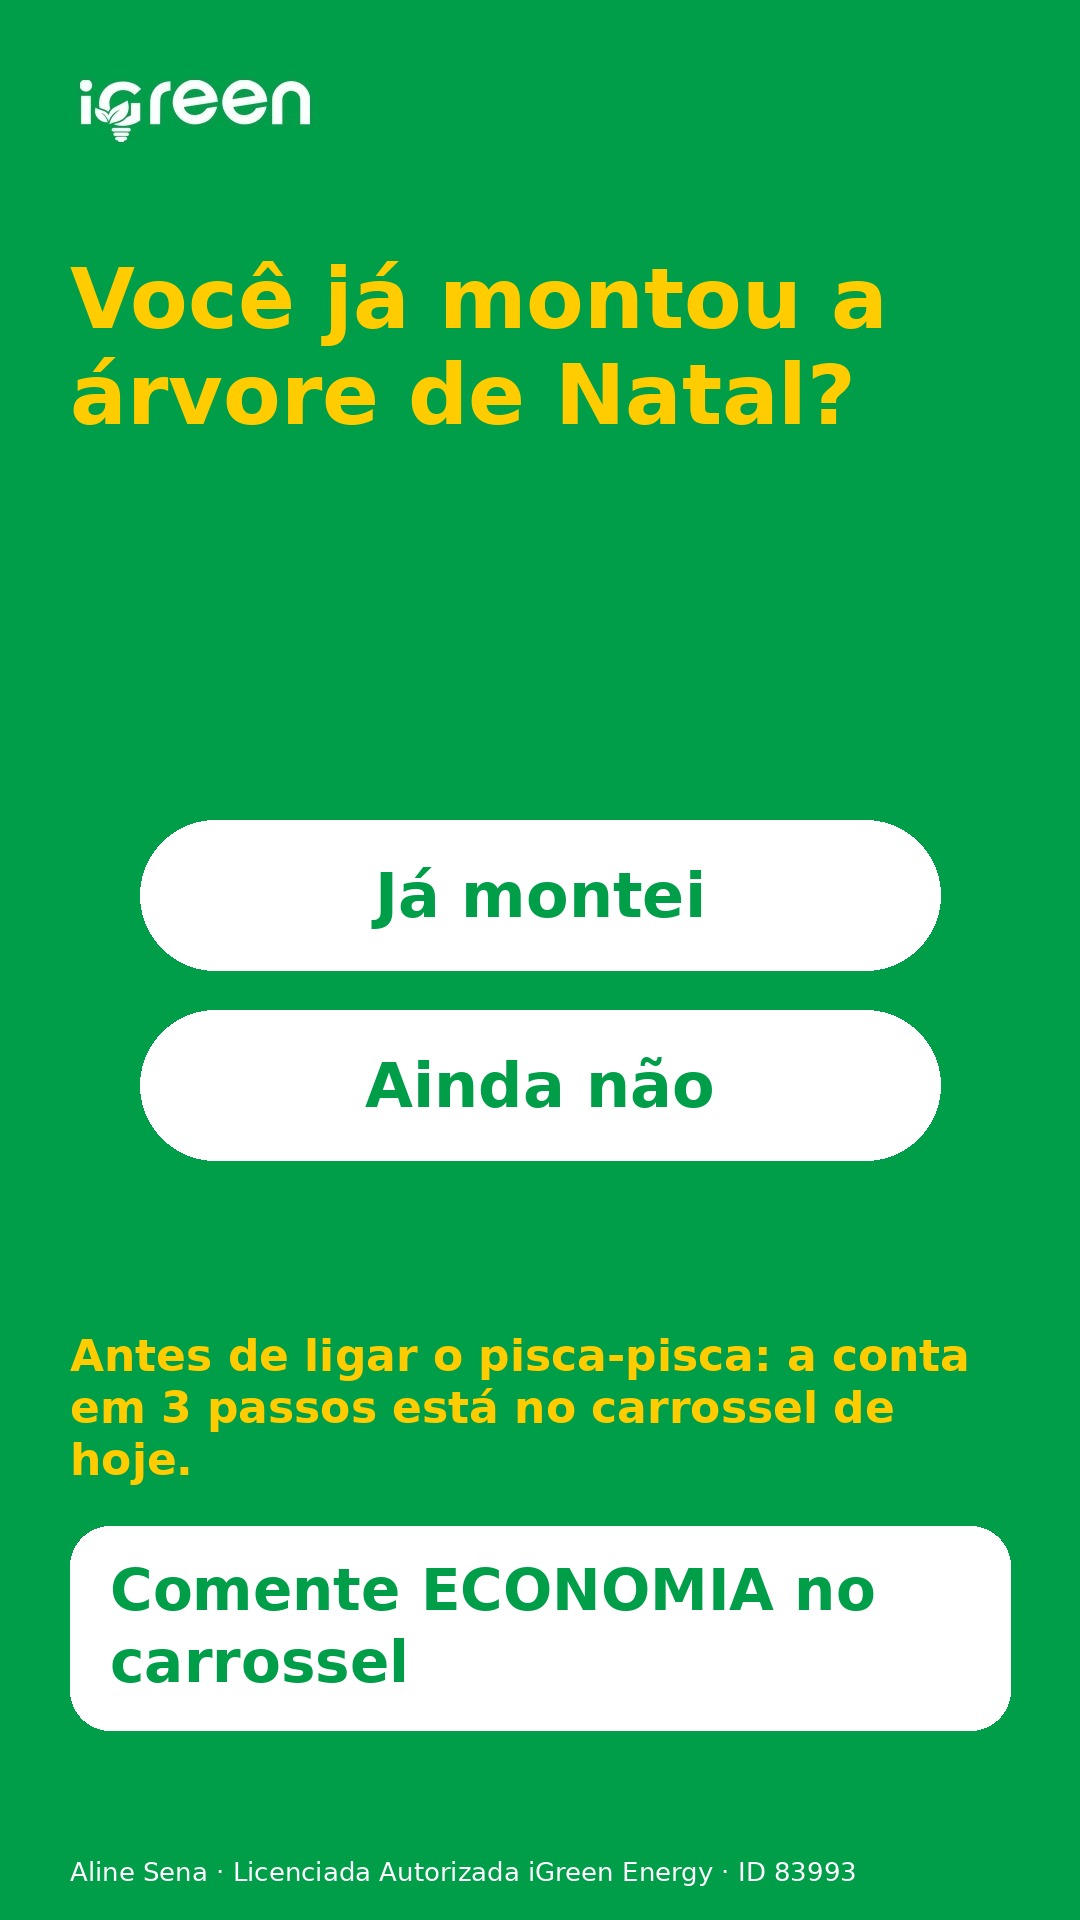 iGreen
Você já montou a
árvore de Natal?
Já montei
Ainda não
Antes de ligar o pisca-pisca: a conta
em 3 passos está no carrossel de
hoje.
Comente ECONOMIA no
carrossel
Aline Sena · Licenciada Autorizada iGreen Energy · ID 83993